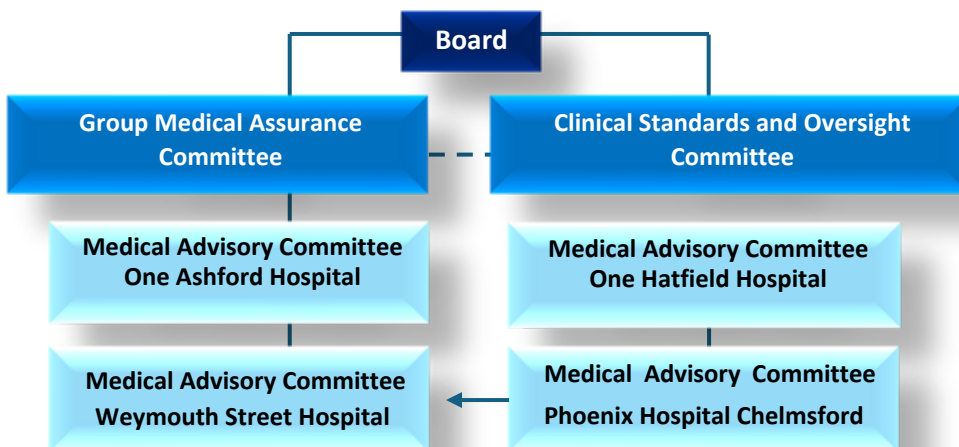 Board
Group Medical Assurance
Committee
Clinical Standards and Oversight
Committee
Medical Advisory Committee
One Ashford Hospital
Medical Advisory Committee
One Hatfield Hospital
Medical Advisory Committee
Weymouth Street Hospital
Medical Advisory Committee
Phoenix Hospital Chelmsford